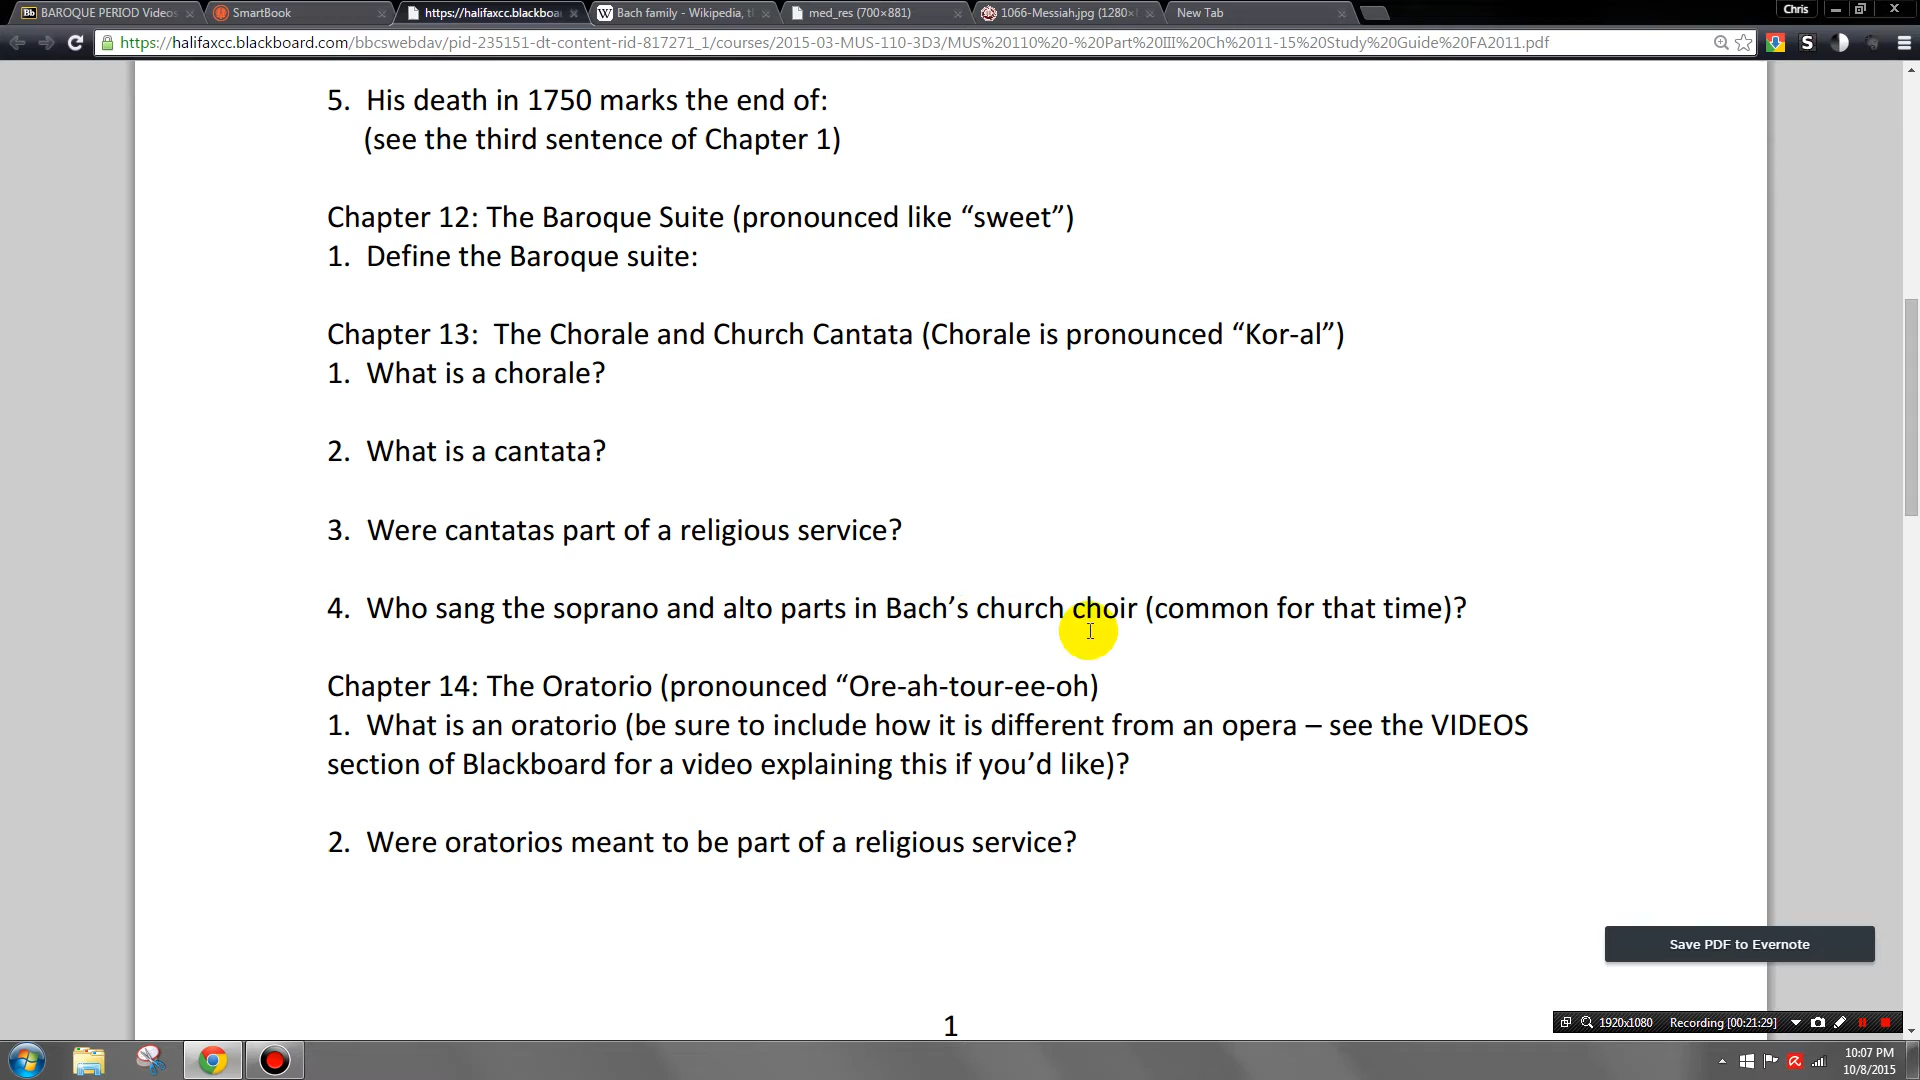 BAROQUE PERIOD Videos
SmartBook
https://halifaxcc.blackboa
Bach family - Wikipedia, t
med_res (700×881)
1066-Messiah.jpg (1280×
New Tab
Chris
https://halifaxcc.blackboard.com/bbcswebdav/pid-235151-dt-content-rid-817271_1/courses/2015-03-MUS-110-3D3/MUS%20110%20-%20Part%20III%20Ch%2011-15%20Study%20Guide%20FA2011.pdf
5. His death in 1750 marks the end of:
(see the third sentence of Chapter 1)
Chapter 12: The Baroque Suite (pronounced like “sweet”)
1. Define the Baroque suite:
Chapter 13: The Chorale and Church Cantata (Chorale is pronounced “Kor-al”)
1. What is a chorale?
2. What is a cantata?
3. Were cantatas part of a religious service?
4. Who sang the soprano and alto parts in Bach’s church choir (common for that time)?
Chapter 14: The Oratorio (pronounced “Ore-ah-tour-ee-oh)
1. What is an oratorio (be sure to include how it is different from an opera – see the VIDEOS
section of Blackboard for a video explaining this if you’d like)?
2. Were oratorios meant to be part of a religious service?
Save PDF to Evernote
1
1920x1080 Recording [00:21:29]
10:07 PM
10/8/2015